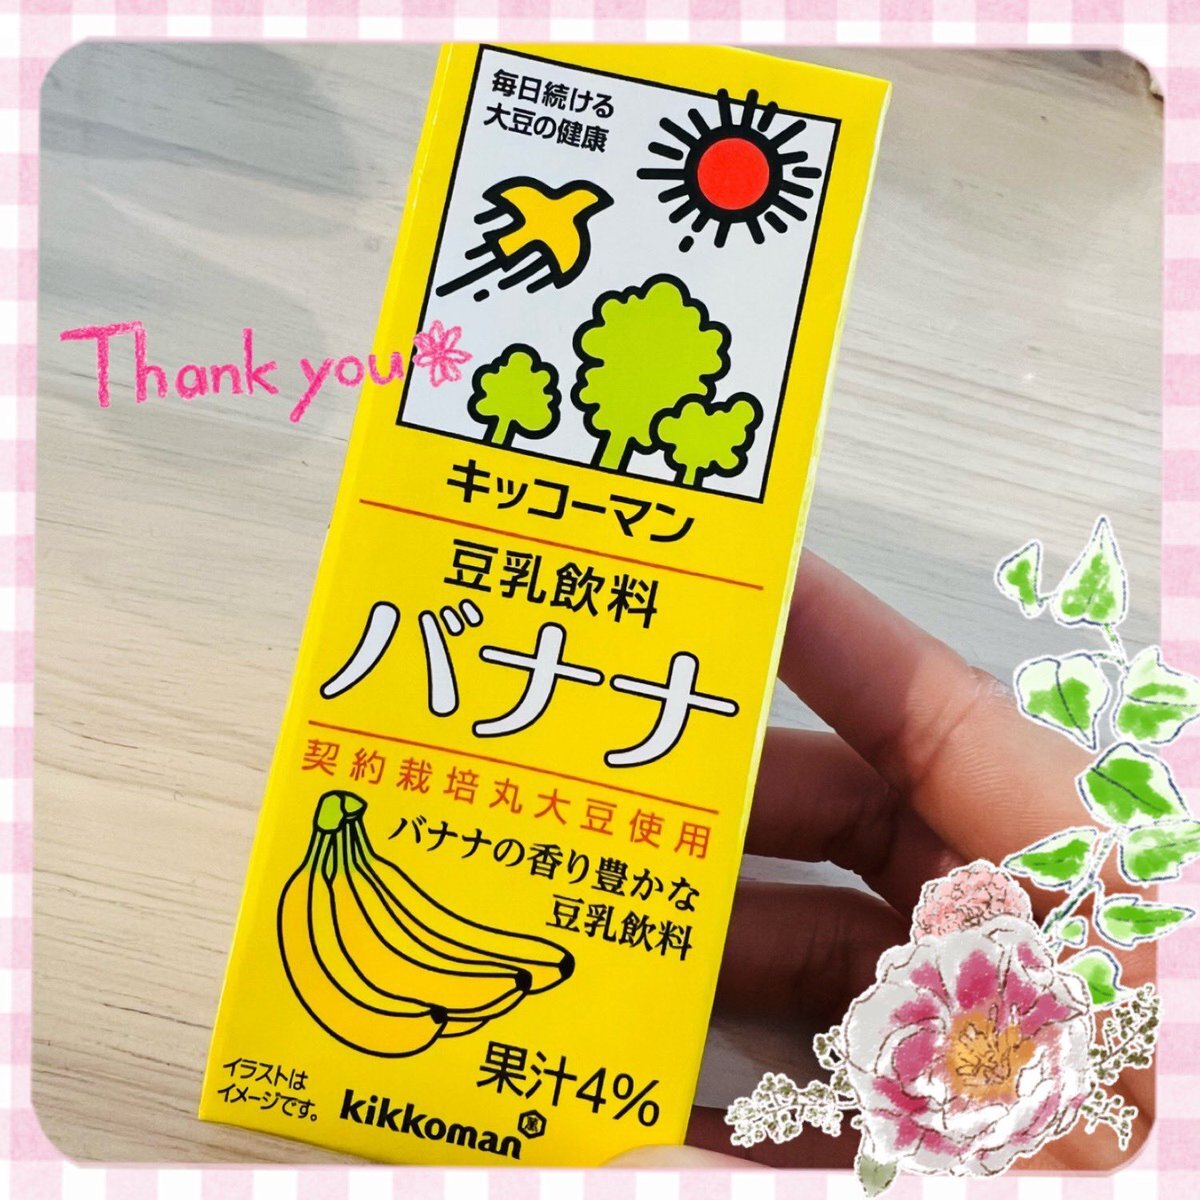 毎日続ける
大豆の健康
Thank you
キッコーマン
豆乳飲料
バナナ
契約栽培丸大豆使用
バナナの香り豊かな
豆乳飲料
果汁4%
イラストは
イメージです。
kikkoman